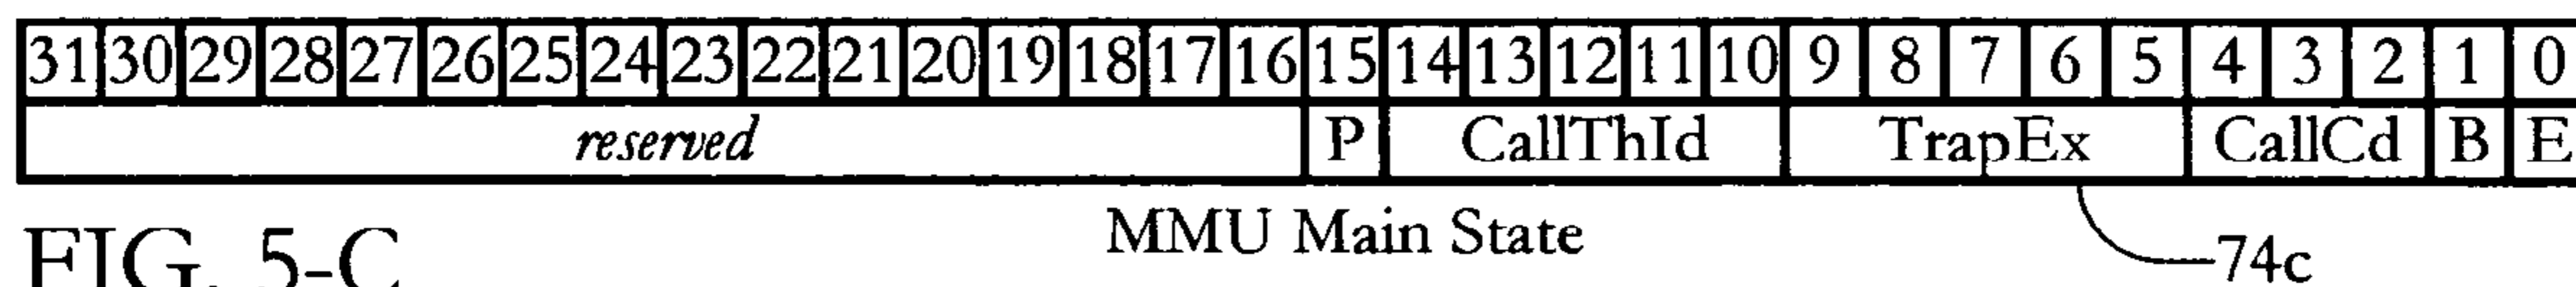 31 30 29 28 27 26 25 24 23 22 21 20 19 18 17 16 15 14 13 12 11 10 9 8 7 6 5 4 3 2 1 0
reserved P CallThId TrapEx CallCd B E
MMU Main State
FIG. 5-C
74c